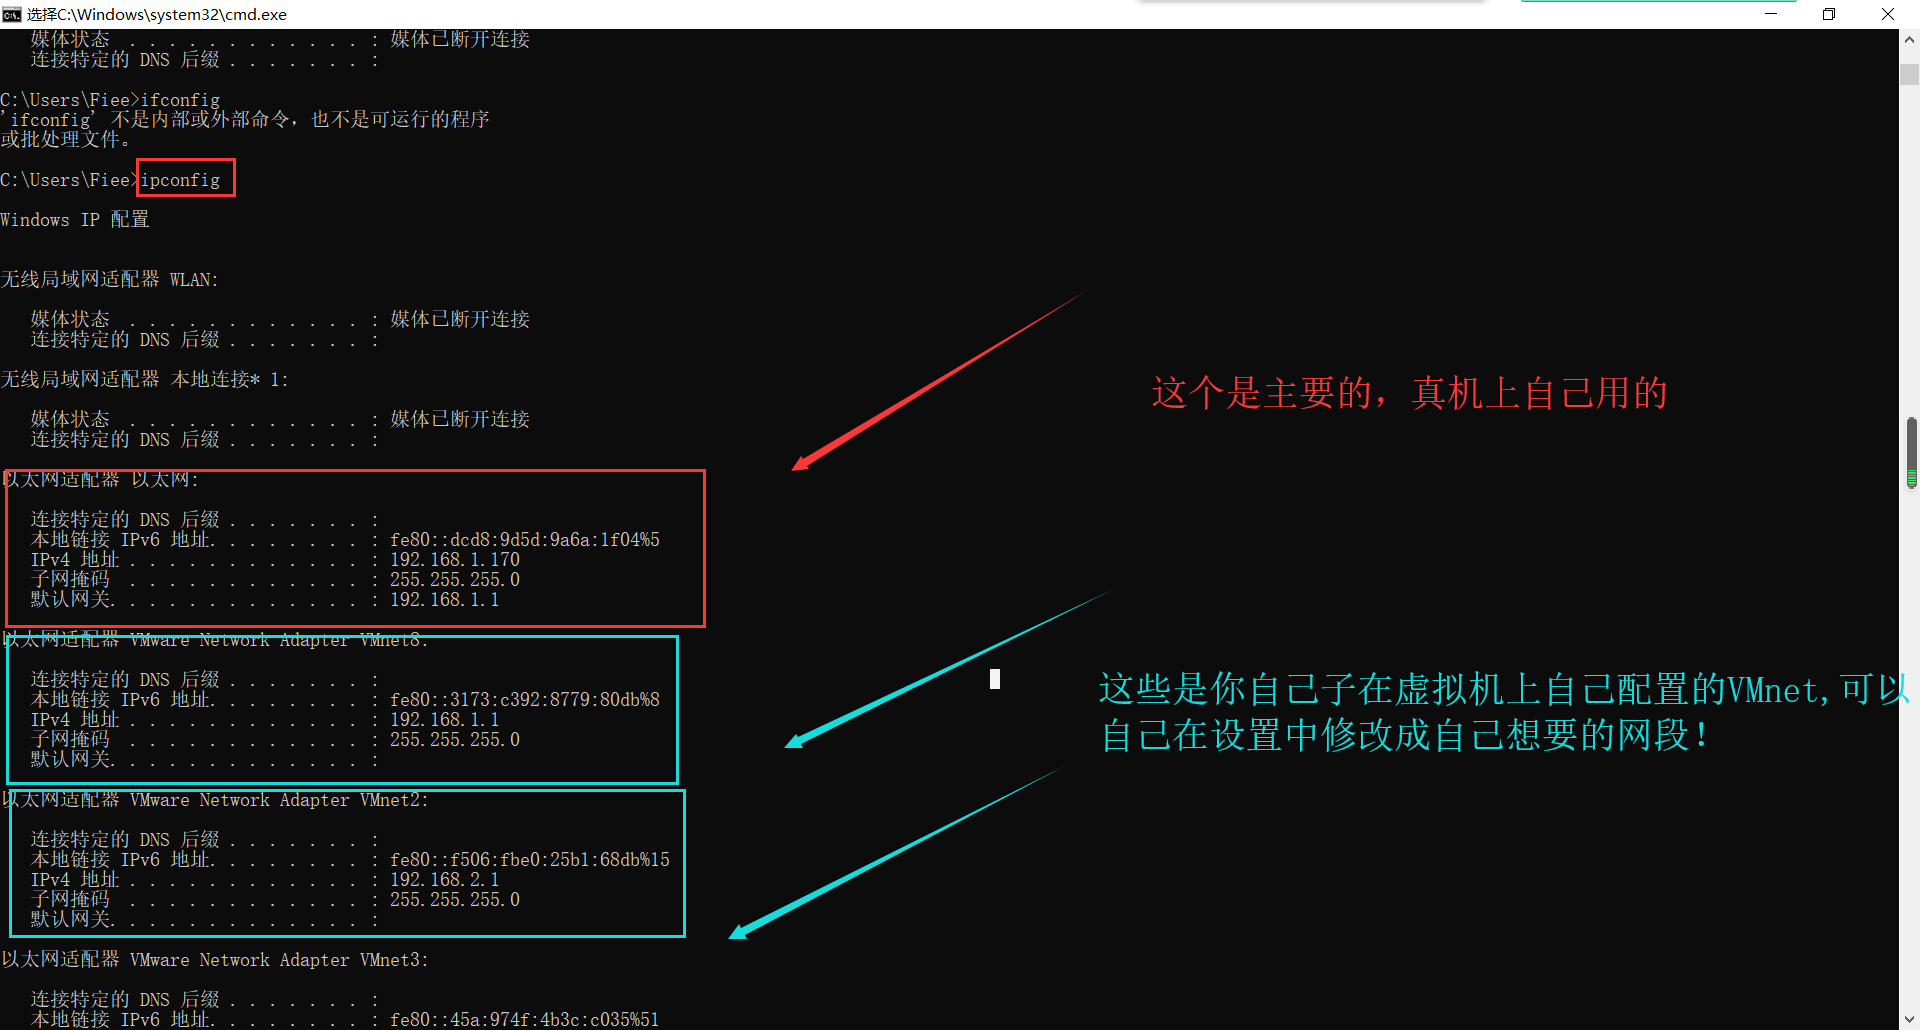 选择C:\Windows\system32\cmd.exe
媒体状态  . . . . . . . . . . . . : 媒体已断开连接
连接特定的 DNS 后缀 . . . . . . . :
C:\Users\Fiee>ifconfig
'ifconfig' 不是内部或外部命令，也不是可运行的程序
或批处理文件。
C:\Users\Fiee>ipconfig
Windows IP 配置
无线局域网适配器 WLAN:
媒体状态  . . . . . . . . . . . . : 媒体已断开连接
连接特定的 DNS 后缀 . . . . . . . :
无线局域网适配器 本地连接* 1:
媒体状态  . . . . . . . . . . . . : 媒体已断开连接
连接特定的 DNS 后缀 . . . . . . . :
这个是主要的，真机上自己用的
以太网适配器 以太网:
连接特定的 DNS 后缀 . . . . . . . :
本地链接 IPv6 地址. . . . . . . . : fe80::dcd8:9d5d:9a6a:1f04%5
IPv4 地址 . . . . . . . . . . . . : 192.168.1.170
子网掩码  . . . . . . . . . . . . : 255.255.255.0
默认网关. . . . . . . . . . . . . : 192.168.1.1
以太网适配器 VMware Network Adapter VMnet8:
连接特定的 DNS 后缀 . . . . . . . :
本地链接 IPv6 地址. . . . . . . . : fe80::3173:c392:8779:80db%8
IPv4 地址 . . . . . . . . . . . . : 192.168.1.1
子网掩码  . . . . . . . . . . . . : 255.255.255.0
默认网关. . . . . . . . . . . . . :
这些是你自己子在虚拟机上自己配置的VMnet,可以
自己在设置中修改成自己想要的网段！
以太网适配器 VMware Network Adapter VMnet2:
连接特定的 DNS 后缀 . . . . . . . :
本地链接 IPv6 地址. . . . . . . . : fe80::f506:fbe0:25b1:68db%15
IPv4 地址 . . . . . . . . . . . . : 192.168.2.1
子网掩码  . . . . . . . . . . . . : 255.255.255.0
默认网关. . . . . . . . . . . . . :
以太网适配器 VMware Network Adapter VMnet3:
连接特定的 DNS 后缀 . . . . . . . :
本地链接 IPv6 地址. . . . . . . . : fe80::45a:974f:4b3c:c035%51